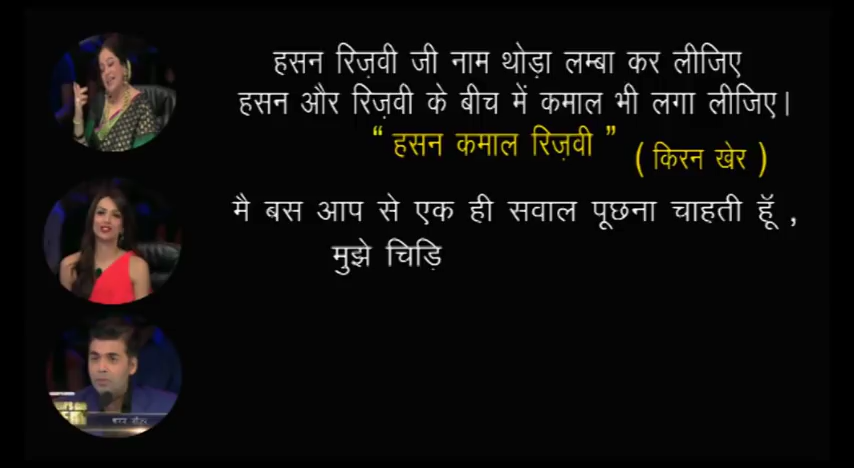 हसन रिज़वी जी नाम थोड़ा लम्बा कर लीजिए
हसन और रिज़वी के बीच में कमाल भी लगा लीजिए।
“ हसन कमाल रिज़वी ” ( किरन खेर )
मै बस आप से एक ही सवाल पूछना चाहती हूॅ ,
मुझे चिड़ि